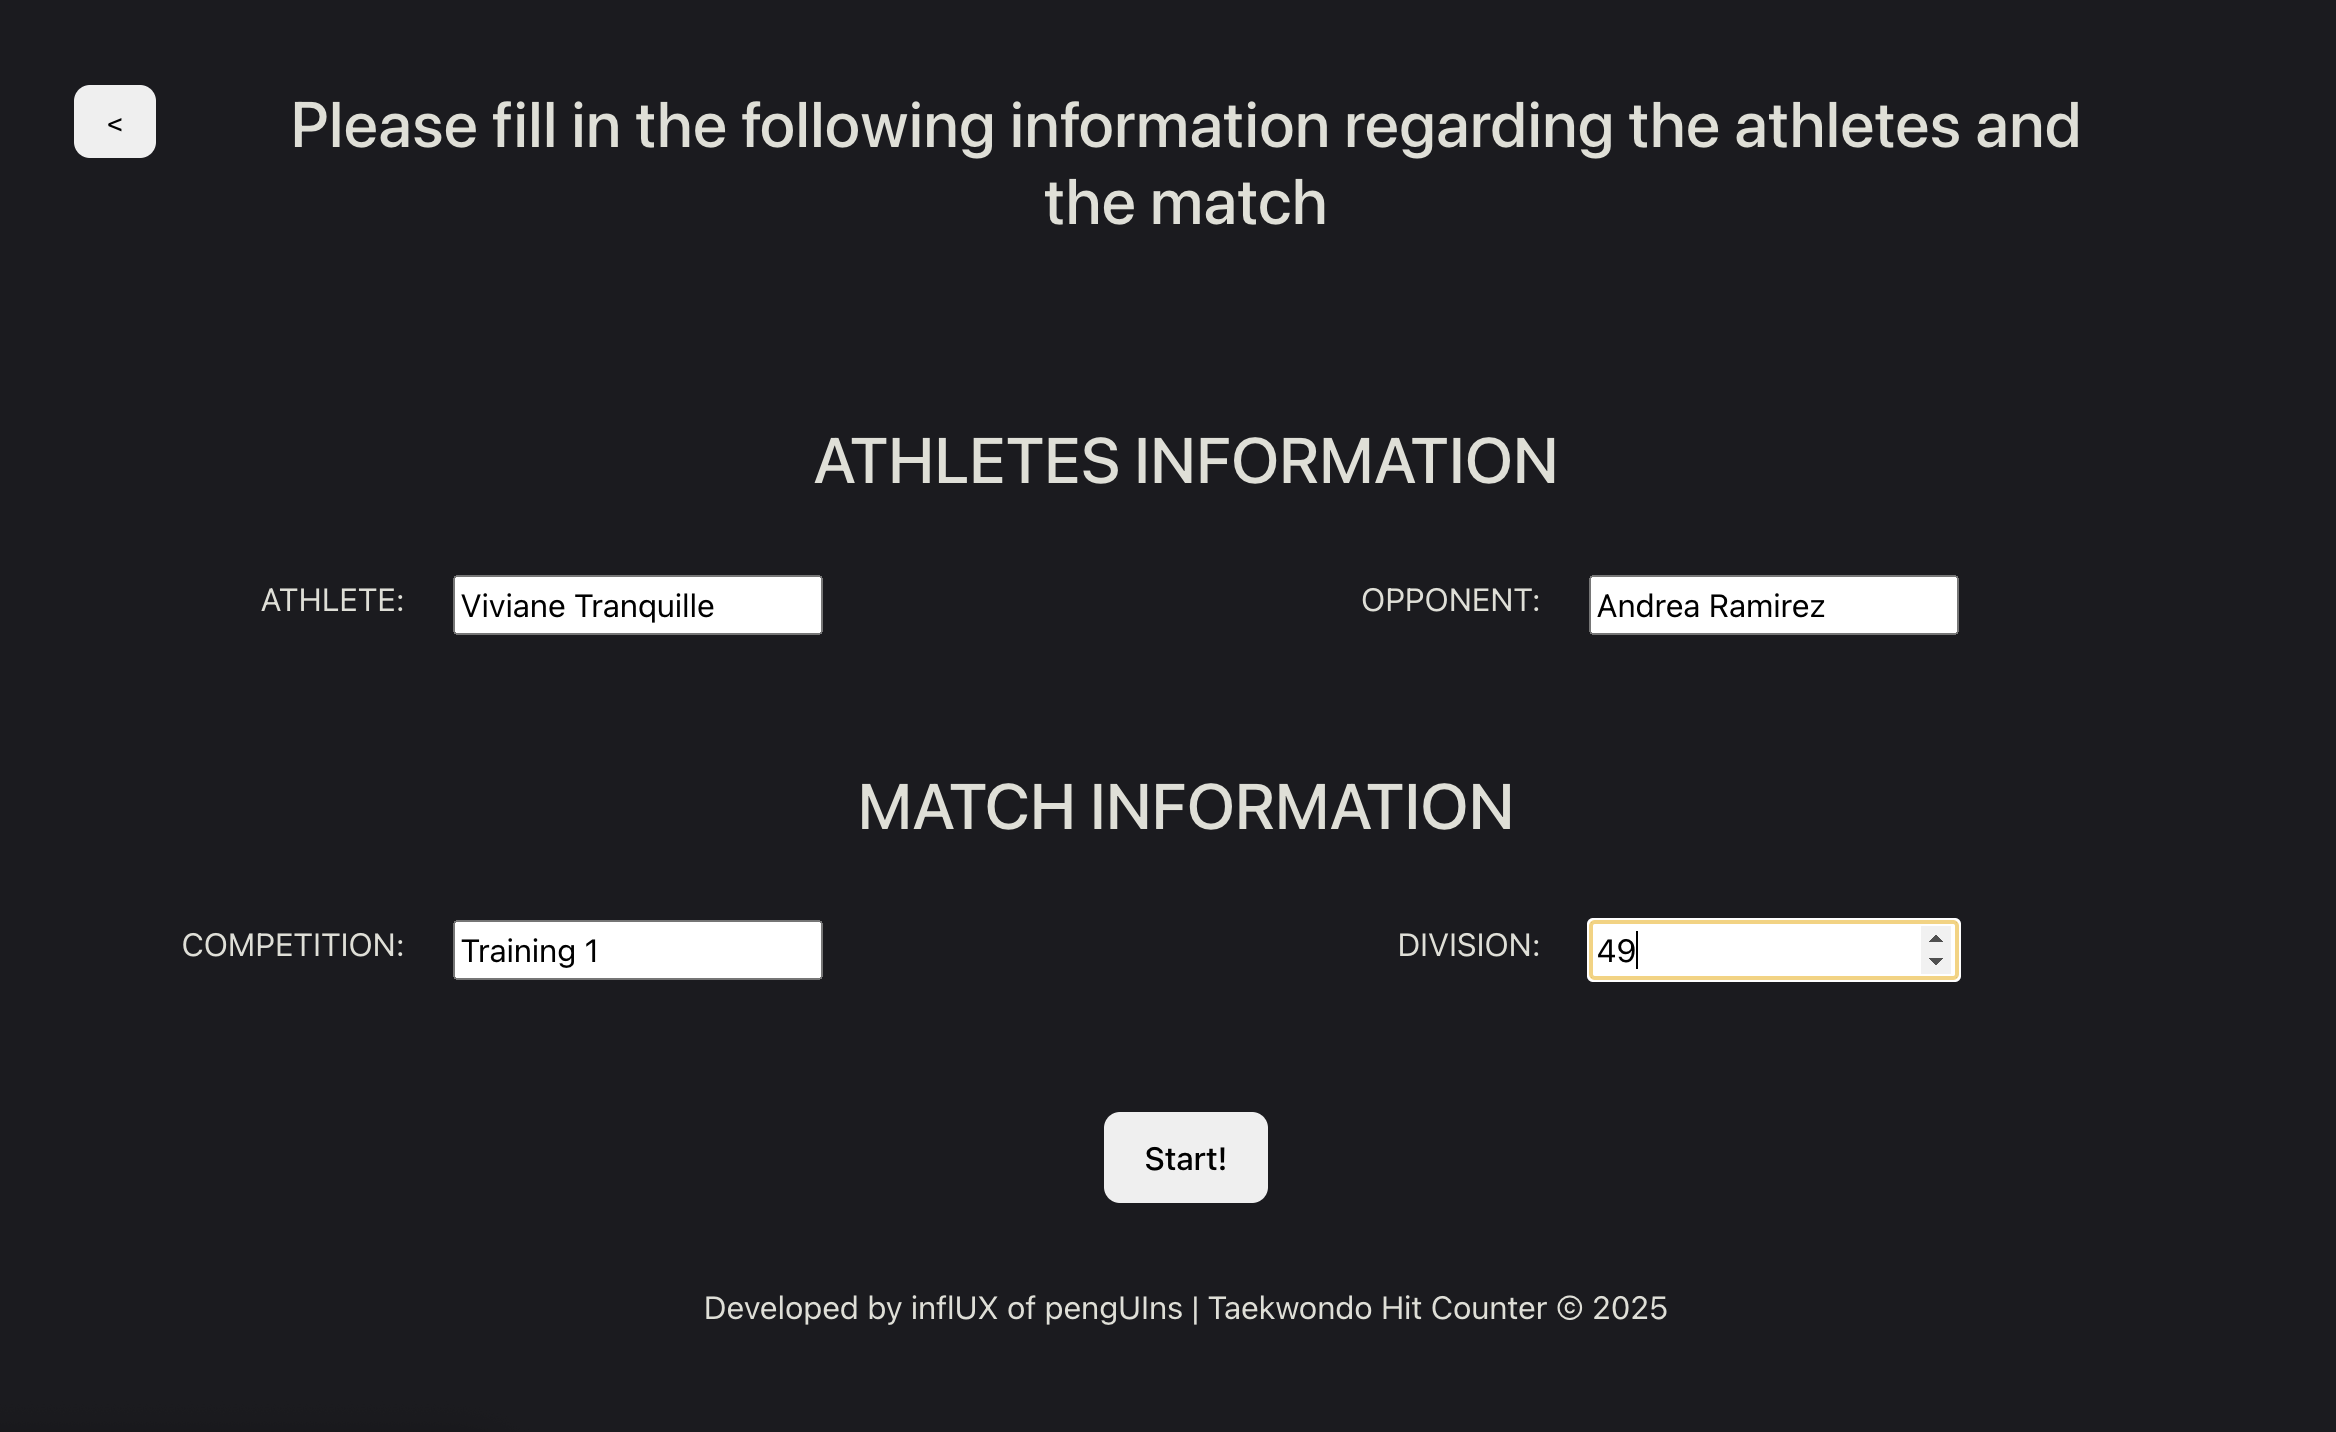 <
Please fill in the following information regarding the athletes and
the match
ATHLETES INFORMATION
ATHLETE: Viviane Tranquille OPPONENT: Andrea Ramirez
MATCH INFORMATION
COMPETITION: Training 1 DIVISION: 49
Start!
Developed by inflUX of pengUIns | Taekwondo Hit Counter © 2025